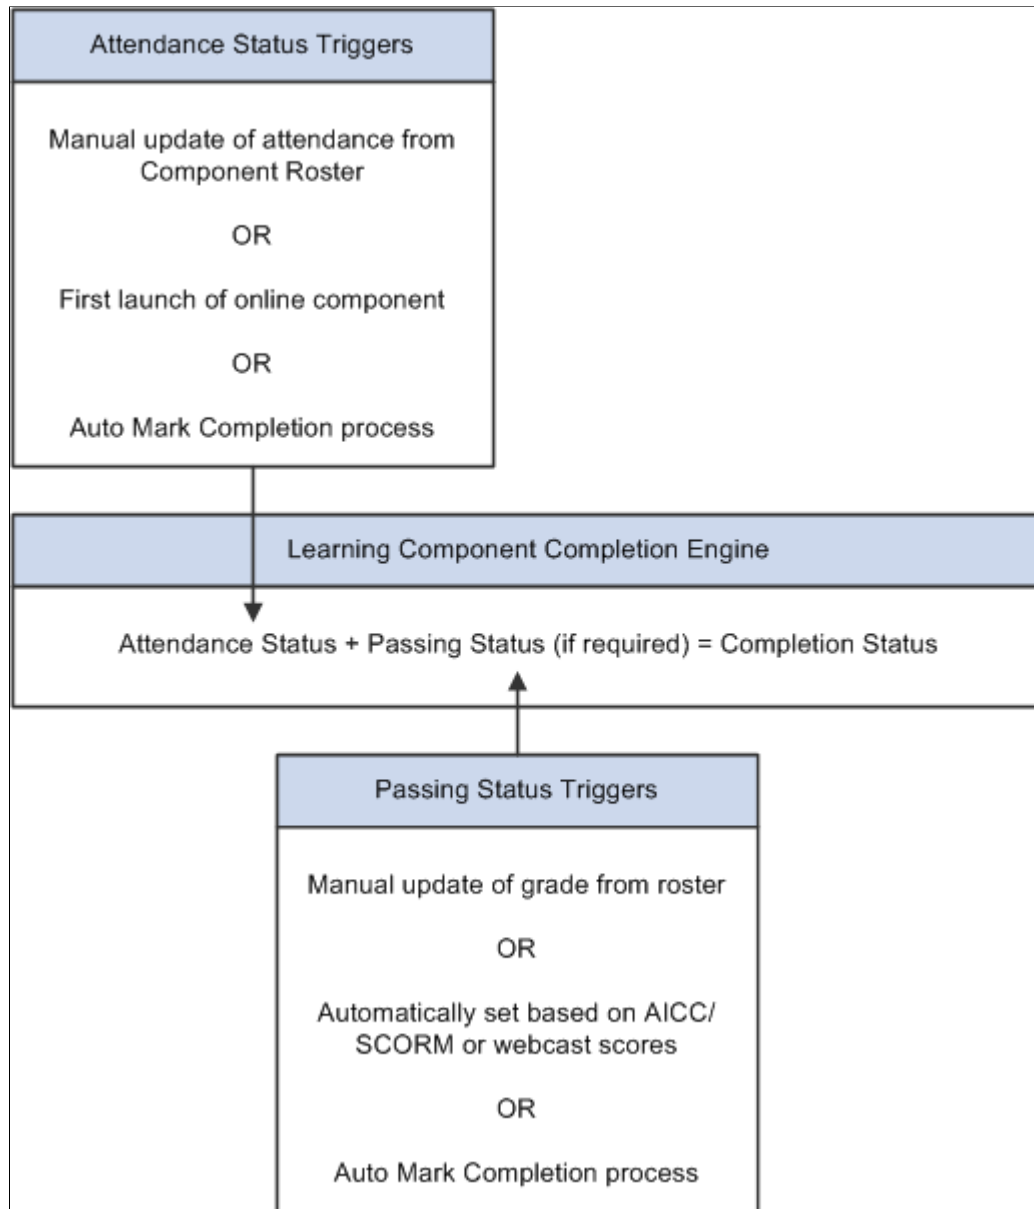 Attendance Status Triggers
Manual update of attendance from
Component Roster
OR
First launch of online component
OR
Auto Mark Completion process
Learning Component Completion Engine
Attendance Status + Passing Status (if required) = Completion Status
Passing Status Triggers
Manual update of grade from roster
OR
Automatically set based on AICC/
SCORM or webcast scores
OR
Auto Mark Completion process